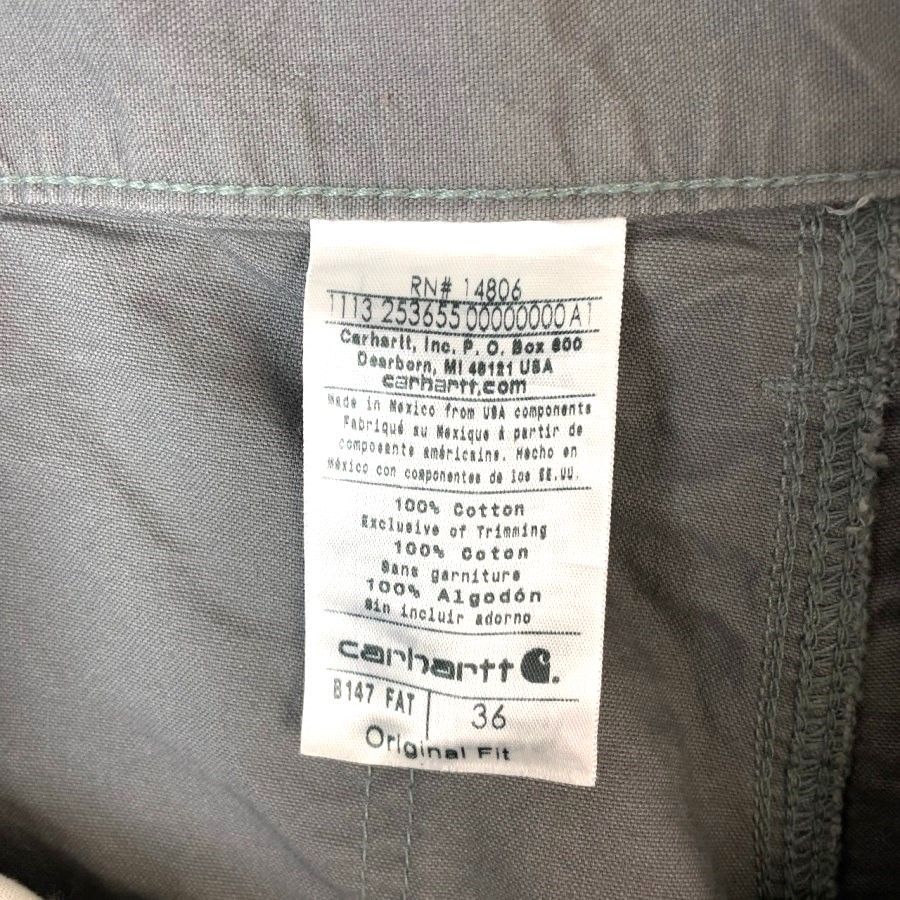 RN# 14806
1113 253655 00000000 A1
Carhartt, Inc. P. O. Box 600
Dearborn, MI 48121 USA
carhartt.com
Made in Mexico from USA components
Fabriqué au Mexique à partir de
composants américains. Hecho en
México con componentes de los EE.UU.
100% Cotton
Exclusive of Trimming
100% Coton
Sans garniture
100% Algodón
sin incluir adorno
carhartt
B147 FAT 36
Original Fit